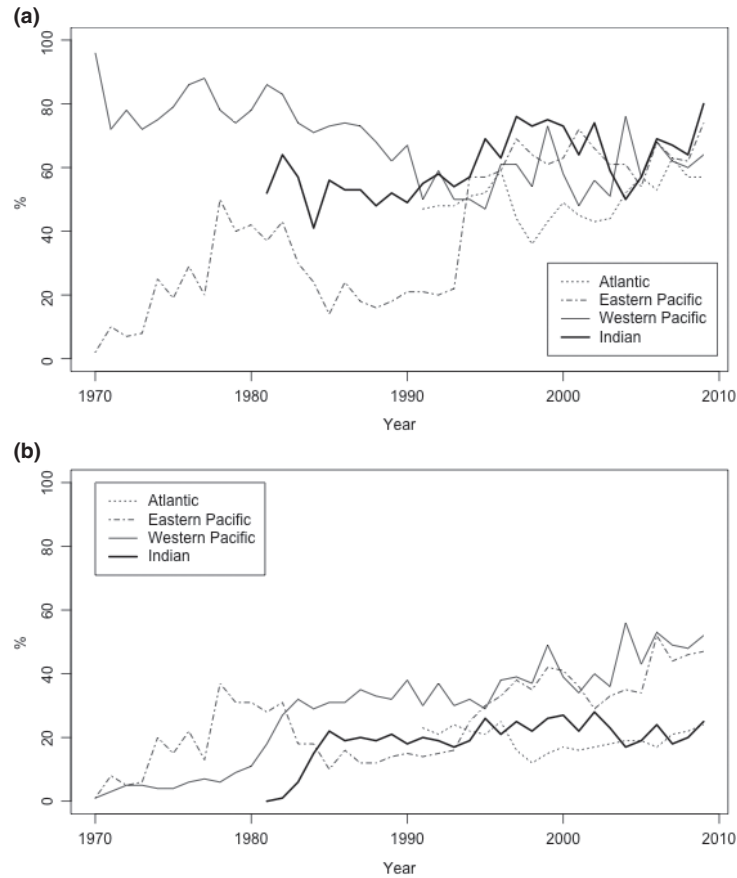 (a)
100
80
60
40
20
0
%
Atlantic
Eastern Pacific
Western Pacific
Indian
1970
1980
1990
2000
2010
Year
(b)
100
80
60
40
20
0
%
Atlantic
Eastern Pacific
Western Pacific
Indian
1970
1980
1990
2000
2010
Year